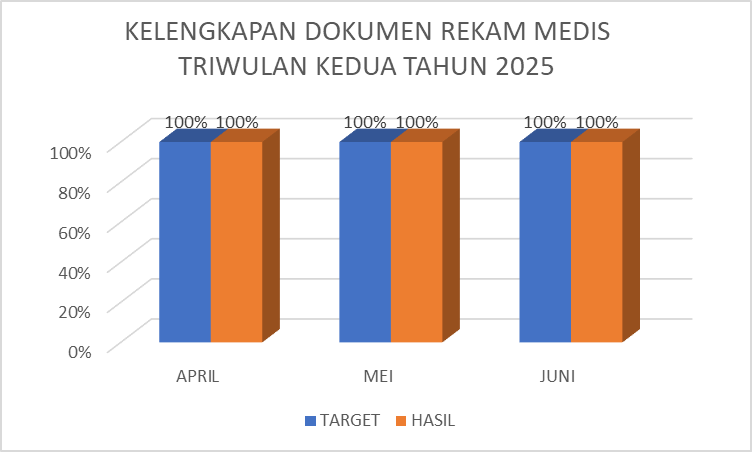 KELENGKAPAN DOKUMEN REKAM MEDIS
TRIWULAN KEDUA TAHUN 2025
100% 100% 100% 100% 100% 100%
100%
80%
60%
40%
20%
0%
APRIL MEI JUNI
TARGET HASIL